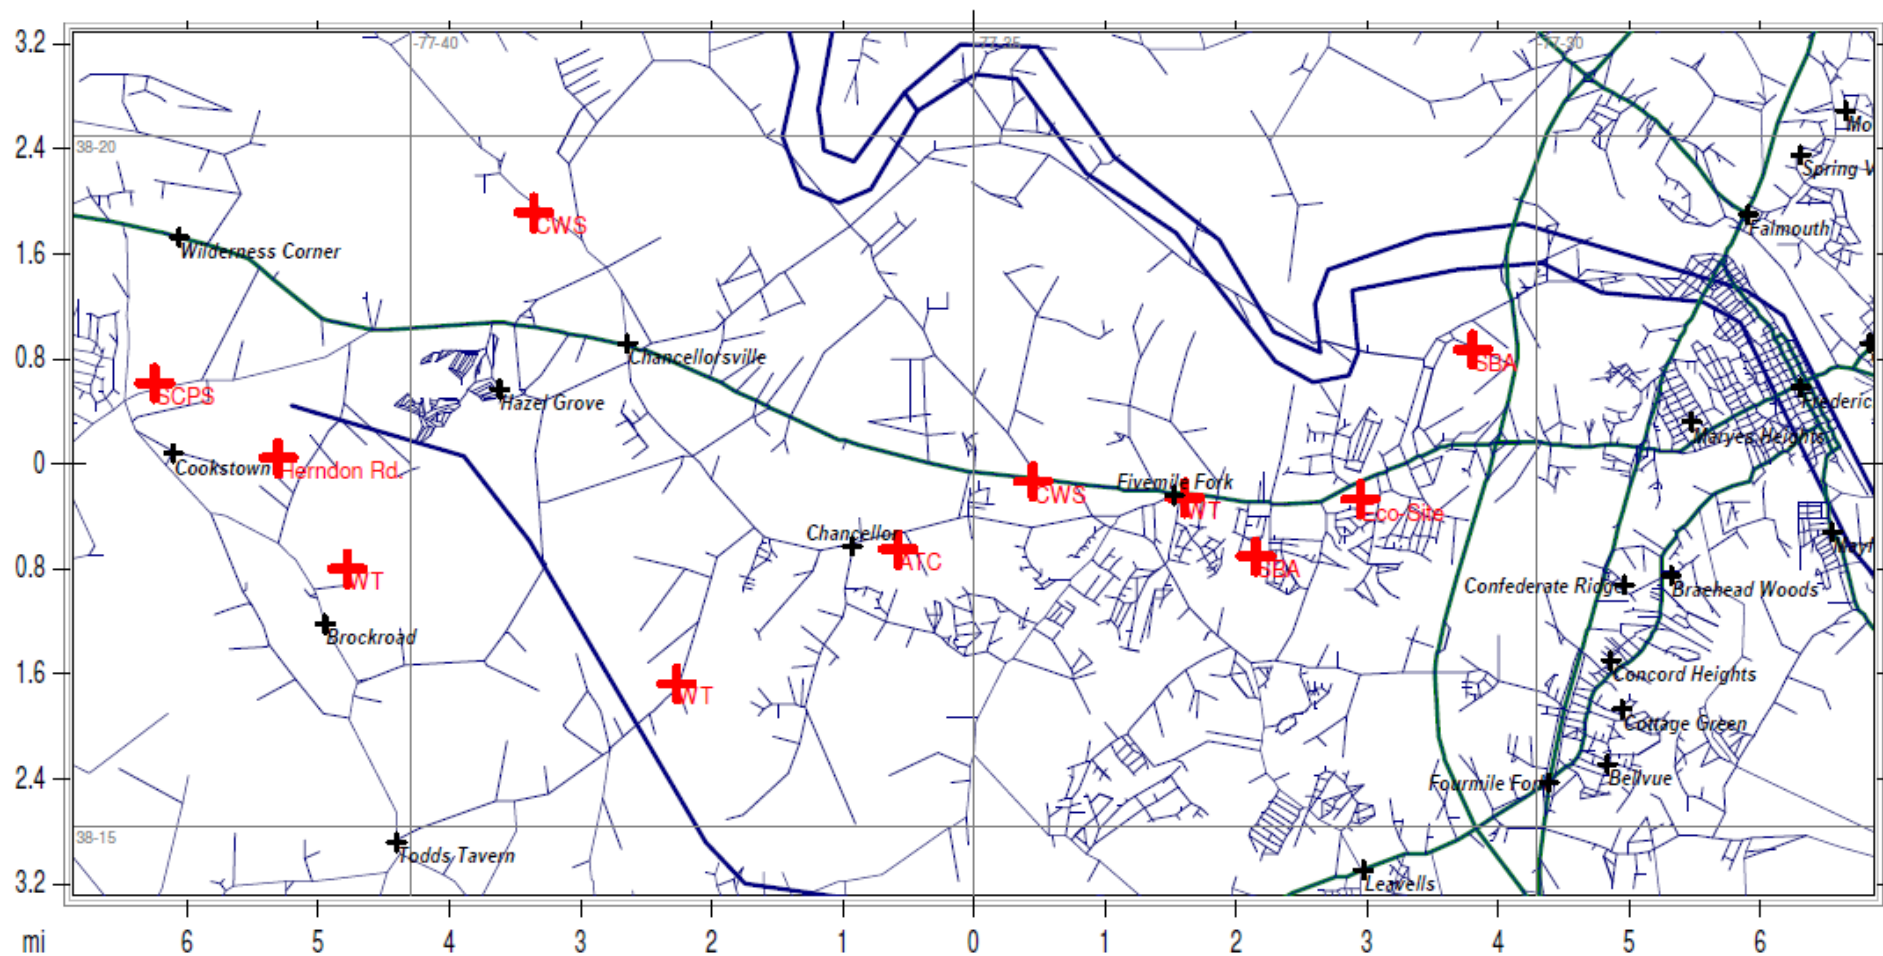 3.2
-77-40
-77-35
-77-30
Mo
2.4
38-20
Spring V
CWS
Falmouth
1.6
Wilderness Corner
0.8
Chancellorsville
SBA
SCPS
Hazel Grove
Frederic
Maryes Heights
0
Cookstown
Herndon Rd.
Fivemile Fork
CWS
WT
Eco-Site
Chancellor
ATC
SBA
0.8
WT
Confederate Ridge
Braehead Woods
Brockroad
1.6
Concord Heights
WT
Cottage Green
2.4
Fourmile Fork
Bellvue
38-15
Todds Tavern
3.2
Leavells
mi
6
5
4
3
2
1
0
1
2
3
4
5
6